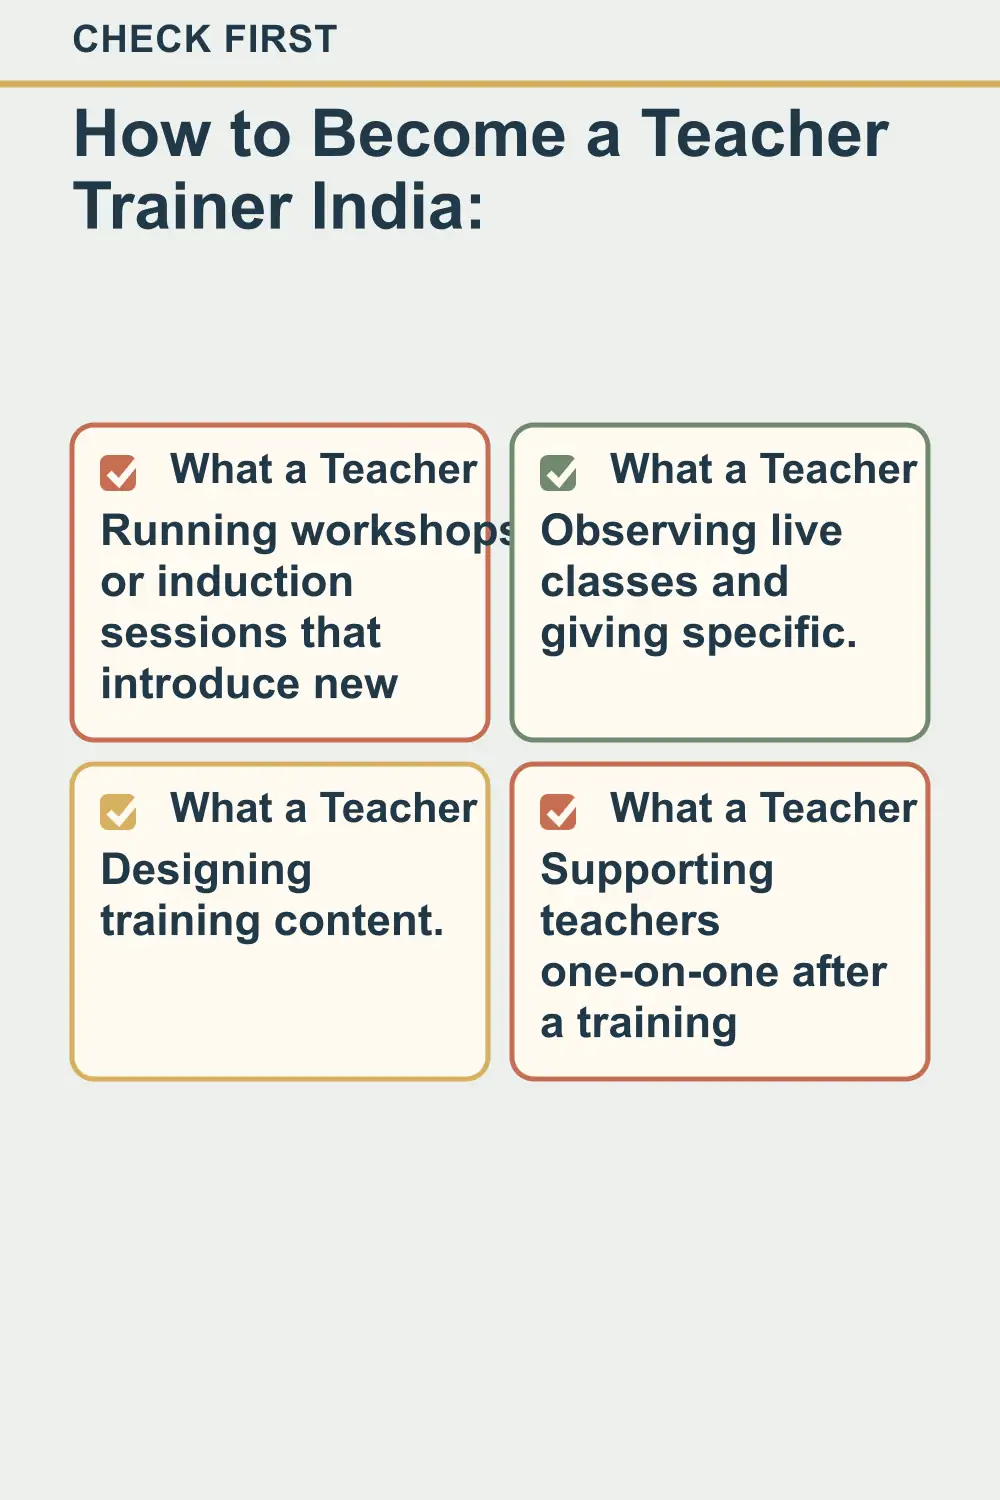 CHECK FIRST
How to Become a Teacher
Trainer India:
What a Teacher
Running workshops
or induction
sessions that
introduce new
What a Teacher
Observing live
classes and
giving specific.
What a Teacher
Designing
training content.
What a Teacher
Supporting
teachers
one-on-one after
a training